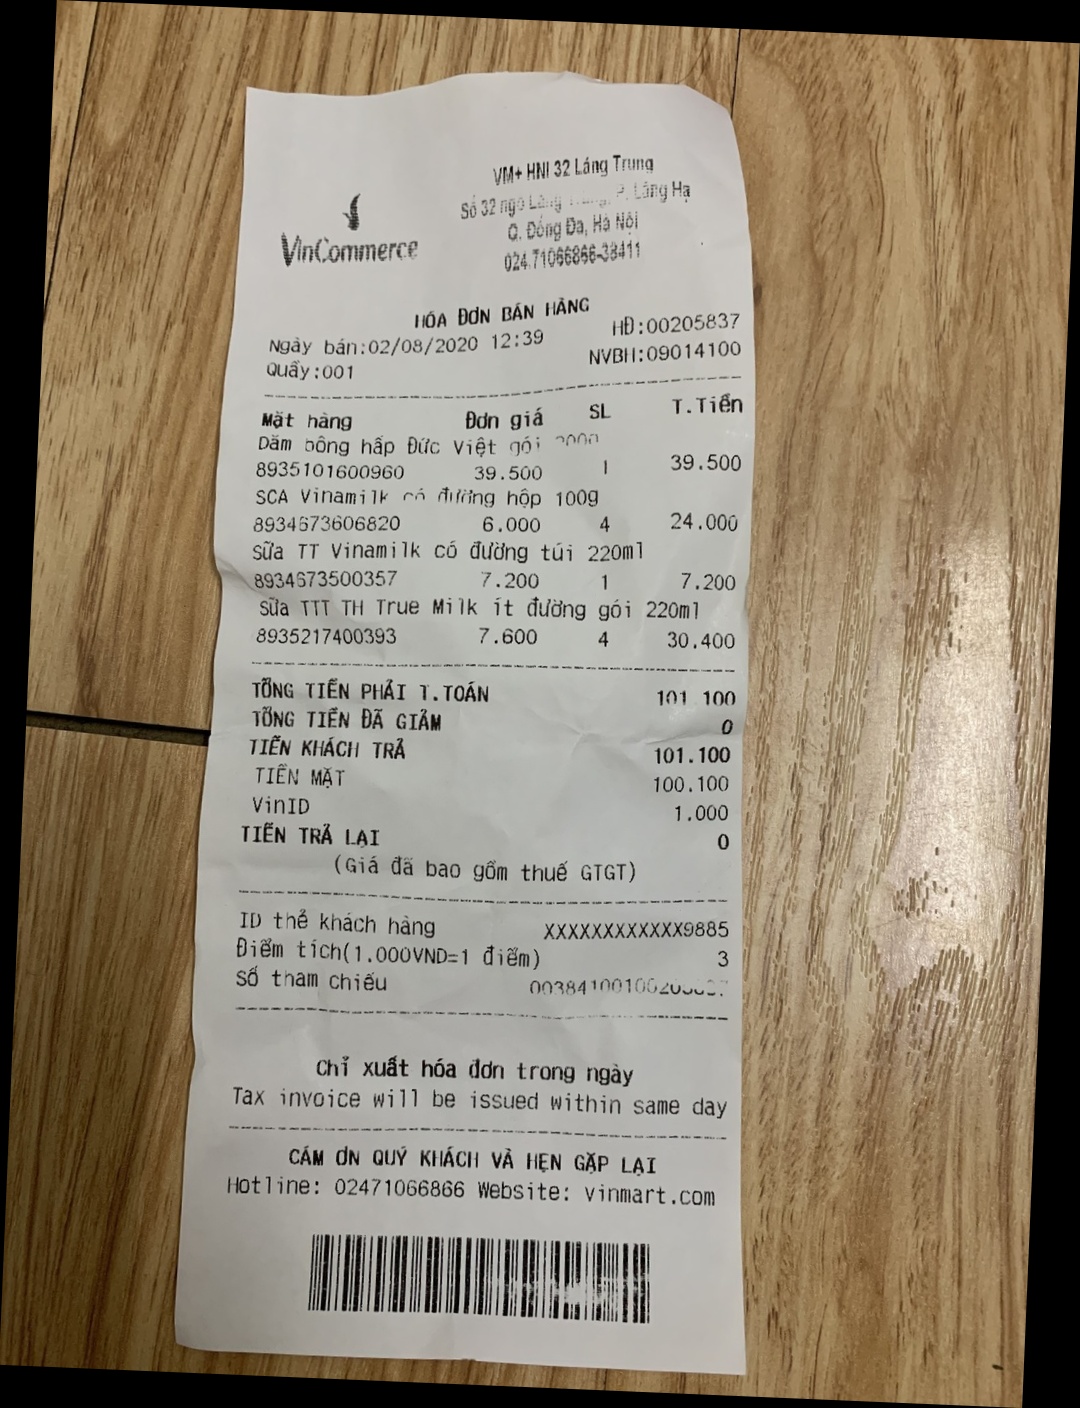 VinCommerce
VM+ HNI 32 Láng Trung
Số 32 ngõ Láng Trung, P. Láng Hạ
Q. Đống Đa, Hà Nội
024.71066866-38411
HÓA ĐƠN BÁN HÀNG
Ngày bán:02/08/2020 12:39 HĐ:00205837
Quầy:001 NVBH:09014100
Mặt hàng Đơn giá SL T.Tiền
Dăm bông hấp Đức Việt gói
8935101600960 39.500 1 39.500
SCA Vinamilk có đường hộp 100g
8934673606820 6.000 4 24.000
Sữa TT Vinamilk có đường túi 220ml
8934673500357 7.200 1 7.200
Sữa TTT TH True Milk ít đường gói 220ml
8935217400393 7.600 4 30.400
TỔNG TIỀN PHẢI T.TOÁN 101.100
TỔNG TIỀN ĐÃ GIẢM 0
TIỀN KHÁCH TRẢ 101.100
TIỀN MẶT 100.100
VinID 1.000
TIỀN TRẢ LẠI 0
(Giá đã bao gồm thuế GTGT)
ID thẻ khách hàng XXXXXXXXXXXX9885
Điểm tích(1.000VND=1 điểm) 3
Số tham chiếu
Chỉ xuất hóa đơn trong ngày
Tax invoice will be issued within same day
CÁM ƠN QUÝ KHÁCH VÀ HẸN GẶP LẠI
Hotline: 02471066866 Website: vinmart.com